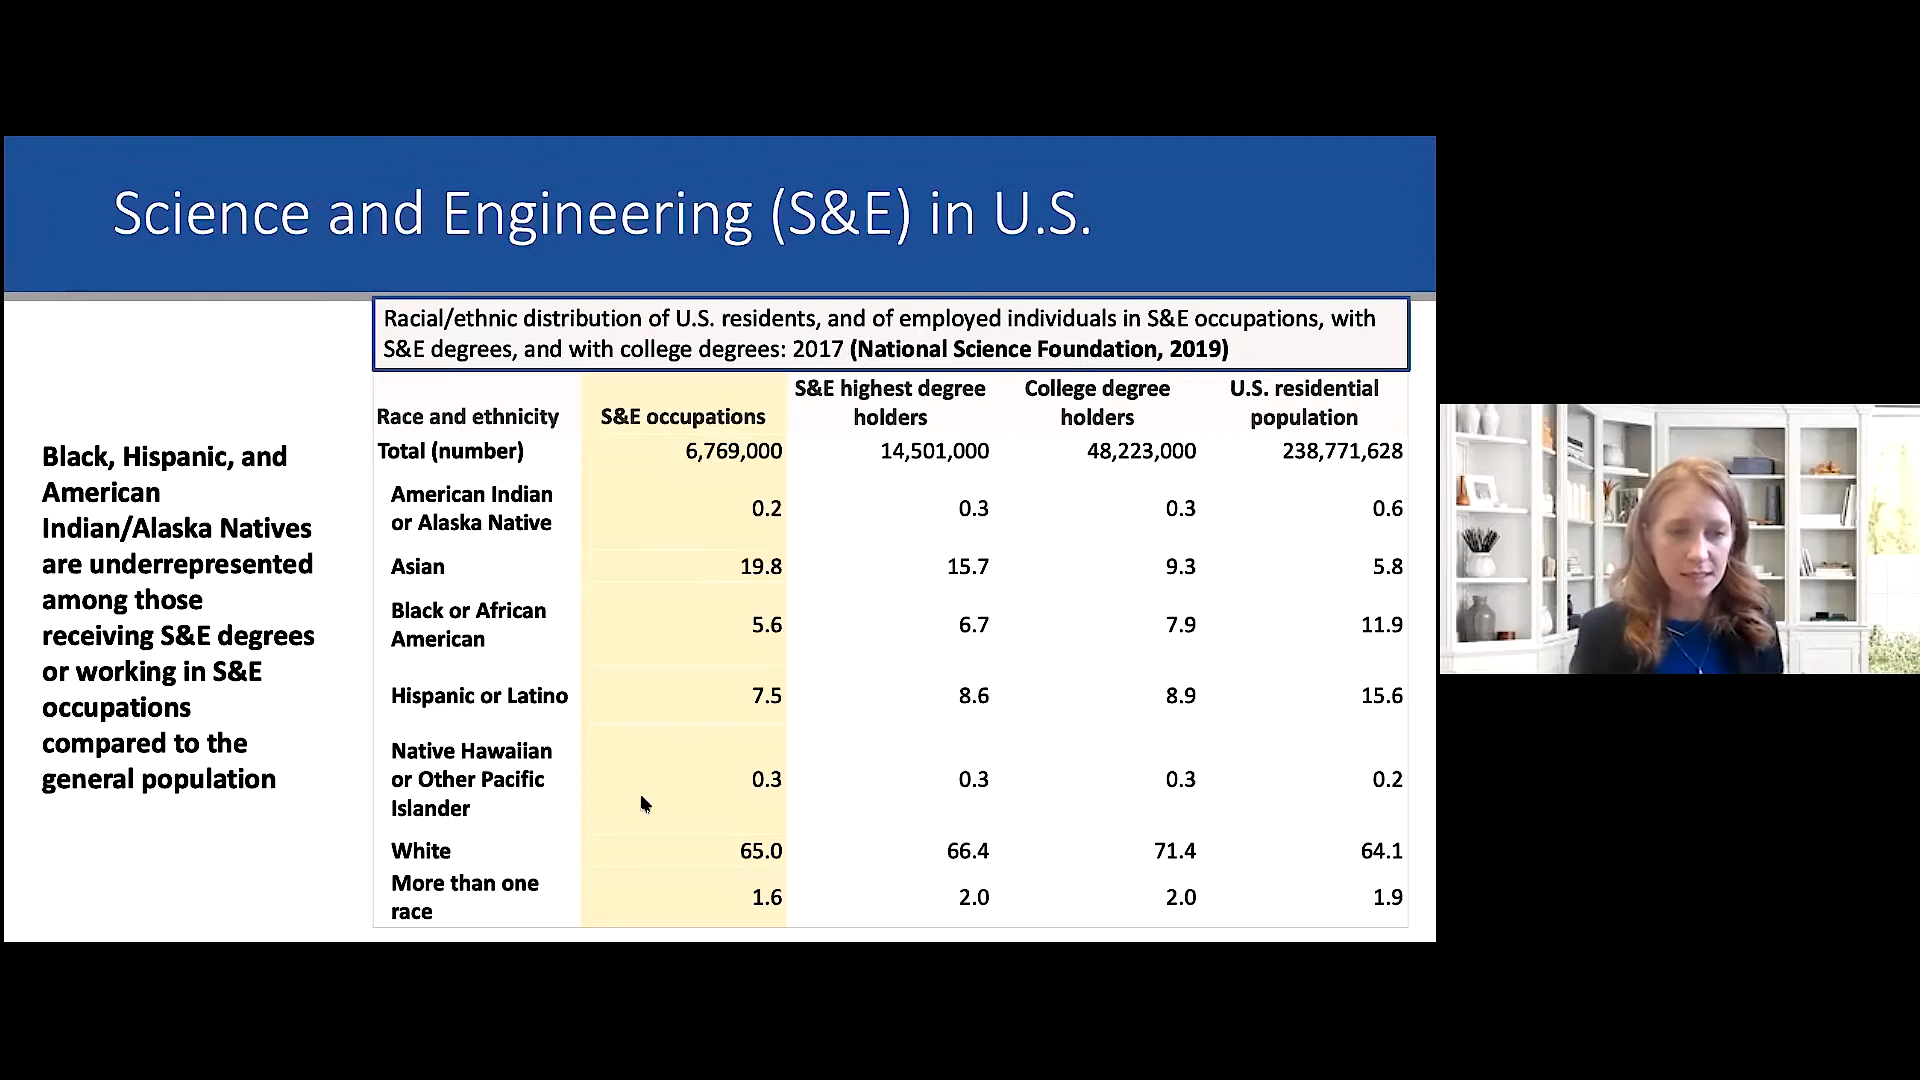 Science and Engineering (S&E) in U.S.
Racial/ethnic distribution of U.S. residents, and of employed individuals in S&E occupations, with
S&E degrees, and with college degrees: 2017 (National Science Foundation, 2019)
Black, Hispanic, and
American
Indian/Alaska Natives
are underrepresented
among those
receiving S&E degrees
or working in S&E
occupations
compared to the
general population
Race and ethnicity S&E occupations S&E highest degree holders College degree holders U.S. residential population
Total (number) 6,769,000 14,501,000 48,223,000 238,771,628
American Indian or Alaska Native 0.2 0.3 0.3 0.6
Asian 19.8 15.7 9.3 5.8
Black or African American 5.6 6.7 7.9 11.9
Hispanic or Latino 7.5 8.6 8.9 15.6
Native Hawaiian or Other Pacific Islander 0.3 0.3 0.3 0.2
White 65.0 66.4 71.4 64.1
More than one race 1.6 2.0 2.0 1.9